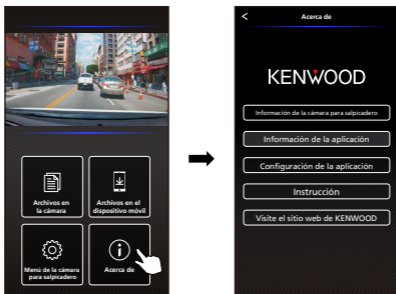 Archivos en
la cámara
Archivos en el
dispositivo móvil
Menú de la cámara
para salpicadero
Acerca de
<
Acerca de
KENWOOD
Información de la cámara para salpicadero
Información de la aplicación
Configuración de la aplicación
Instrucción
Visite el sitio web de KENWOOD